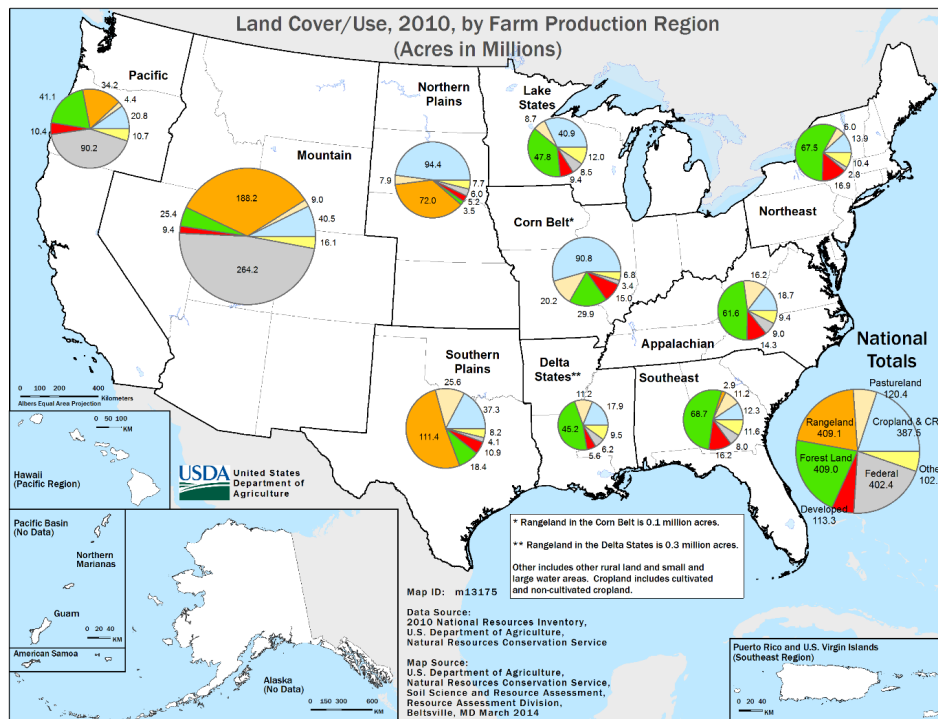 Land Cover/Use, 2010, by Farm Production Region
(Acres in Millions)
Pacific
34.2
41.1
4.4
20.8
10.4
10.7
90.2
Mountain
188.2
9.0
25.4
40.5
9.4
16.1
264.2
Northern
Plains
94.4
7.9
7.7
6.0
72.0
5.2
3.5
Lake
States
8.7
40.9
47.8
12.0
8.5
9.4
Corn Belt*
90.8
6.8
3.4
20.2
15.0
29.9
6.0
67.5
13.9
10.4
2.8
16.9
Northeast
16.2
18.7
61.6
9.4
9.0
14.3
Appalachian
Southern
Plains
25.6
37.3
111.4
8.2
4.1
10.9
18.4
Delta
States**
11.2
17.9
45.2
9.5
6.2
5.6
Southeast
2.9
11.2
68.7
12.3
11.6
8.0
16.2
National
Totals
Pastureland
120.4
Rangeland
409.1
Cropland & CR
387.5
Forest Land
409.0
Othe
102.
Federal
402.4
Developed
113.3
0 100 200 400
Kilometers
Albers Equal Area Projection
0 50 100
KM
Hawaii
(Pacific Region)
USDA
United States
Department of
Agriculture
Pacific Basin
(No Data)
Northern
Marianas
Guam
0 20 40
KM
American Samoa
Alaska
(No Data)
0 150 300 600
KM
* Rangeland in the Corn Belt is 0.1 million acres.
** Rangeland in the Delta States is 0.3 million acres.
Other includes other rural land and small and
large water areas. Cropland includes cultivated
and non-cultivated cropland.
Map ID: m13175
Data Source:
2010 National Resources Inventory,
U.S. Department of Agriculture,
Natural Resources Conservation Service
Map Source:
U.S. Department of Agriculture,
Natural Resources Conservation Service,
Soil Science and Resource Assessment,
Resource Assessment Division,
Beltsville, MD March 2014
Puerto Rico and U.S. Virgin Islands
(Southeast Region)
0 20 40
KM